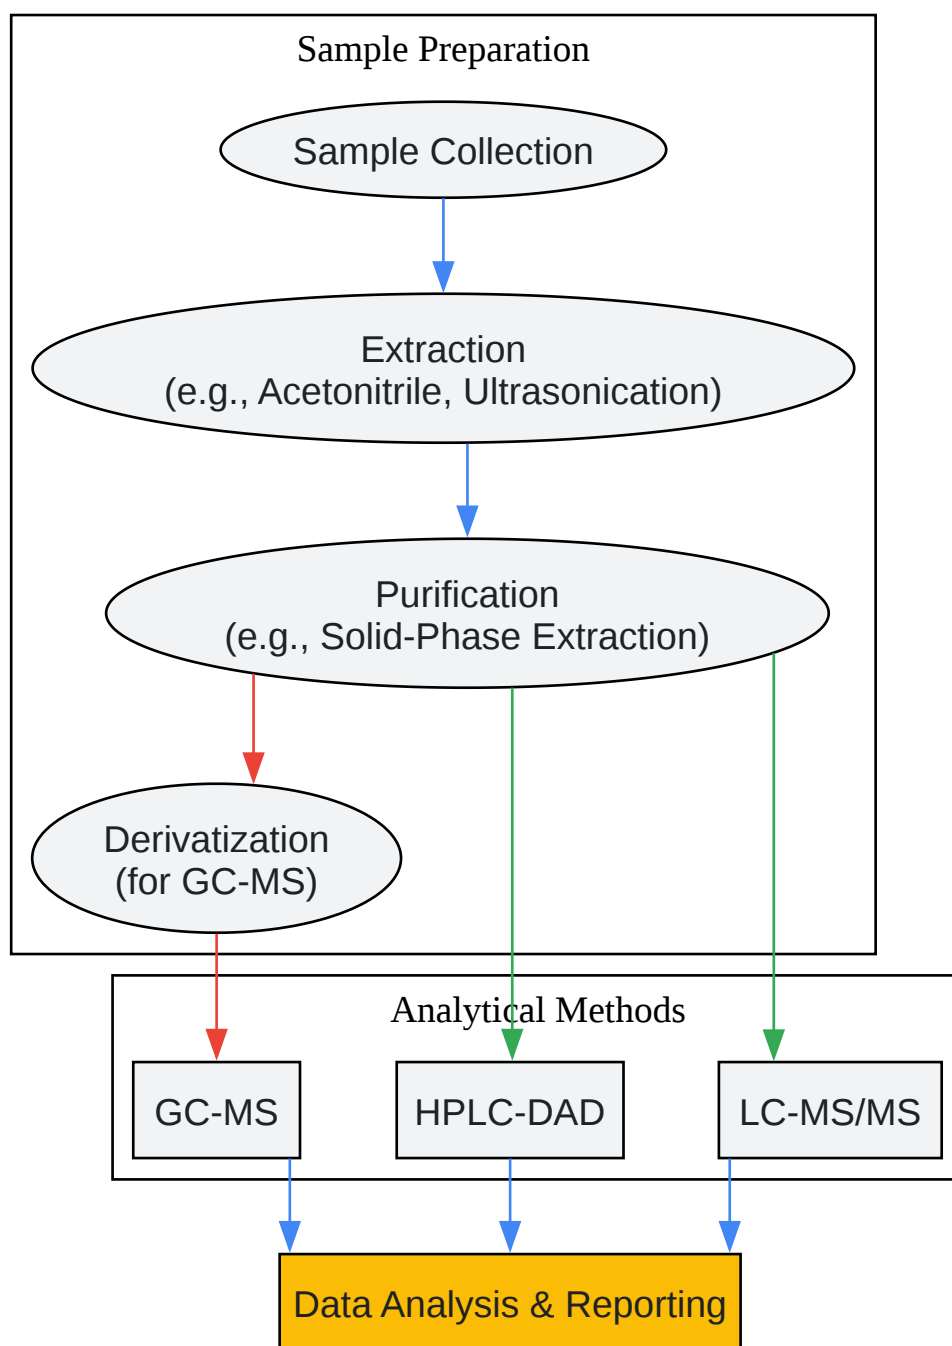 Sample Preparation
Sample Collection
Extraction
(e.g., Acetonitrile, Ultrasonication)
Purification
(e.g., Solid-Phase Extraction)
Derivatization
(for GC-MS)
Analytical Methods
GC-MS
HPLC-DAD
LC-MS/MS
Data Analysis & Reporting